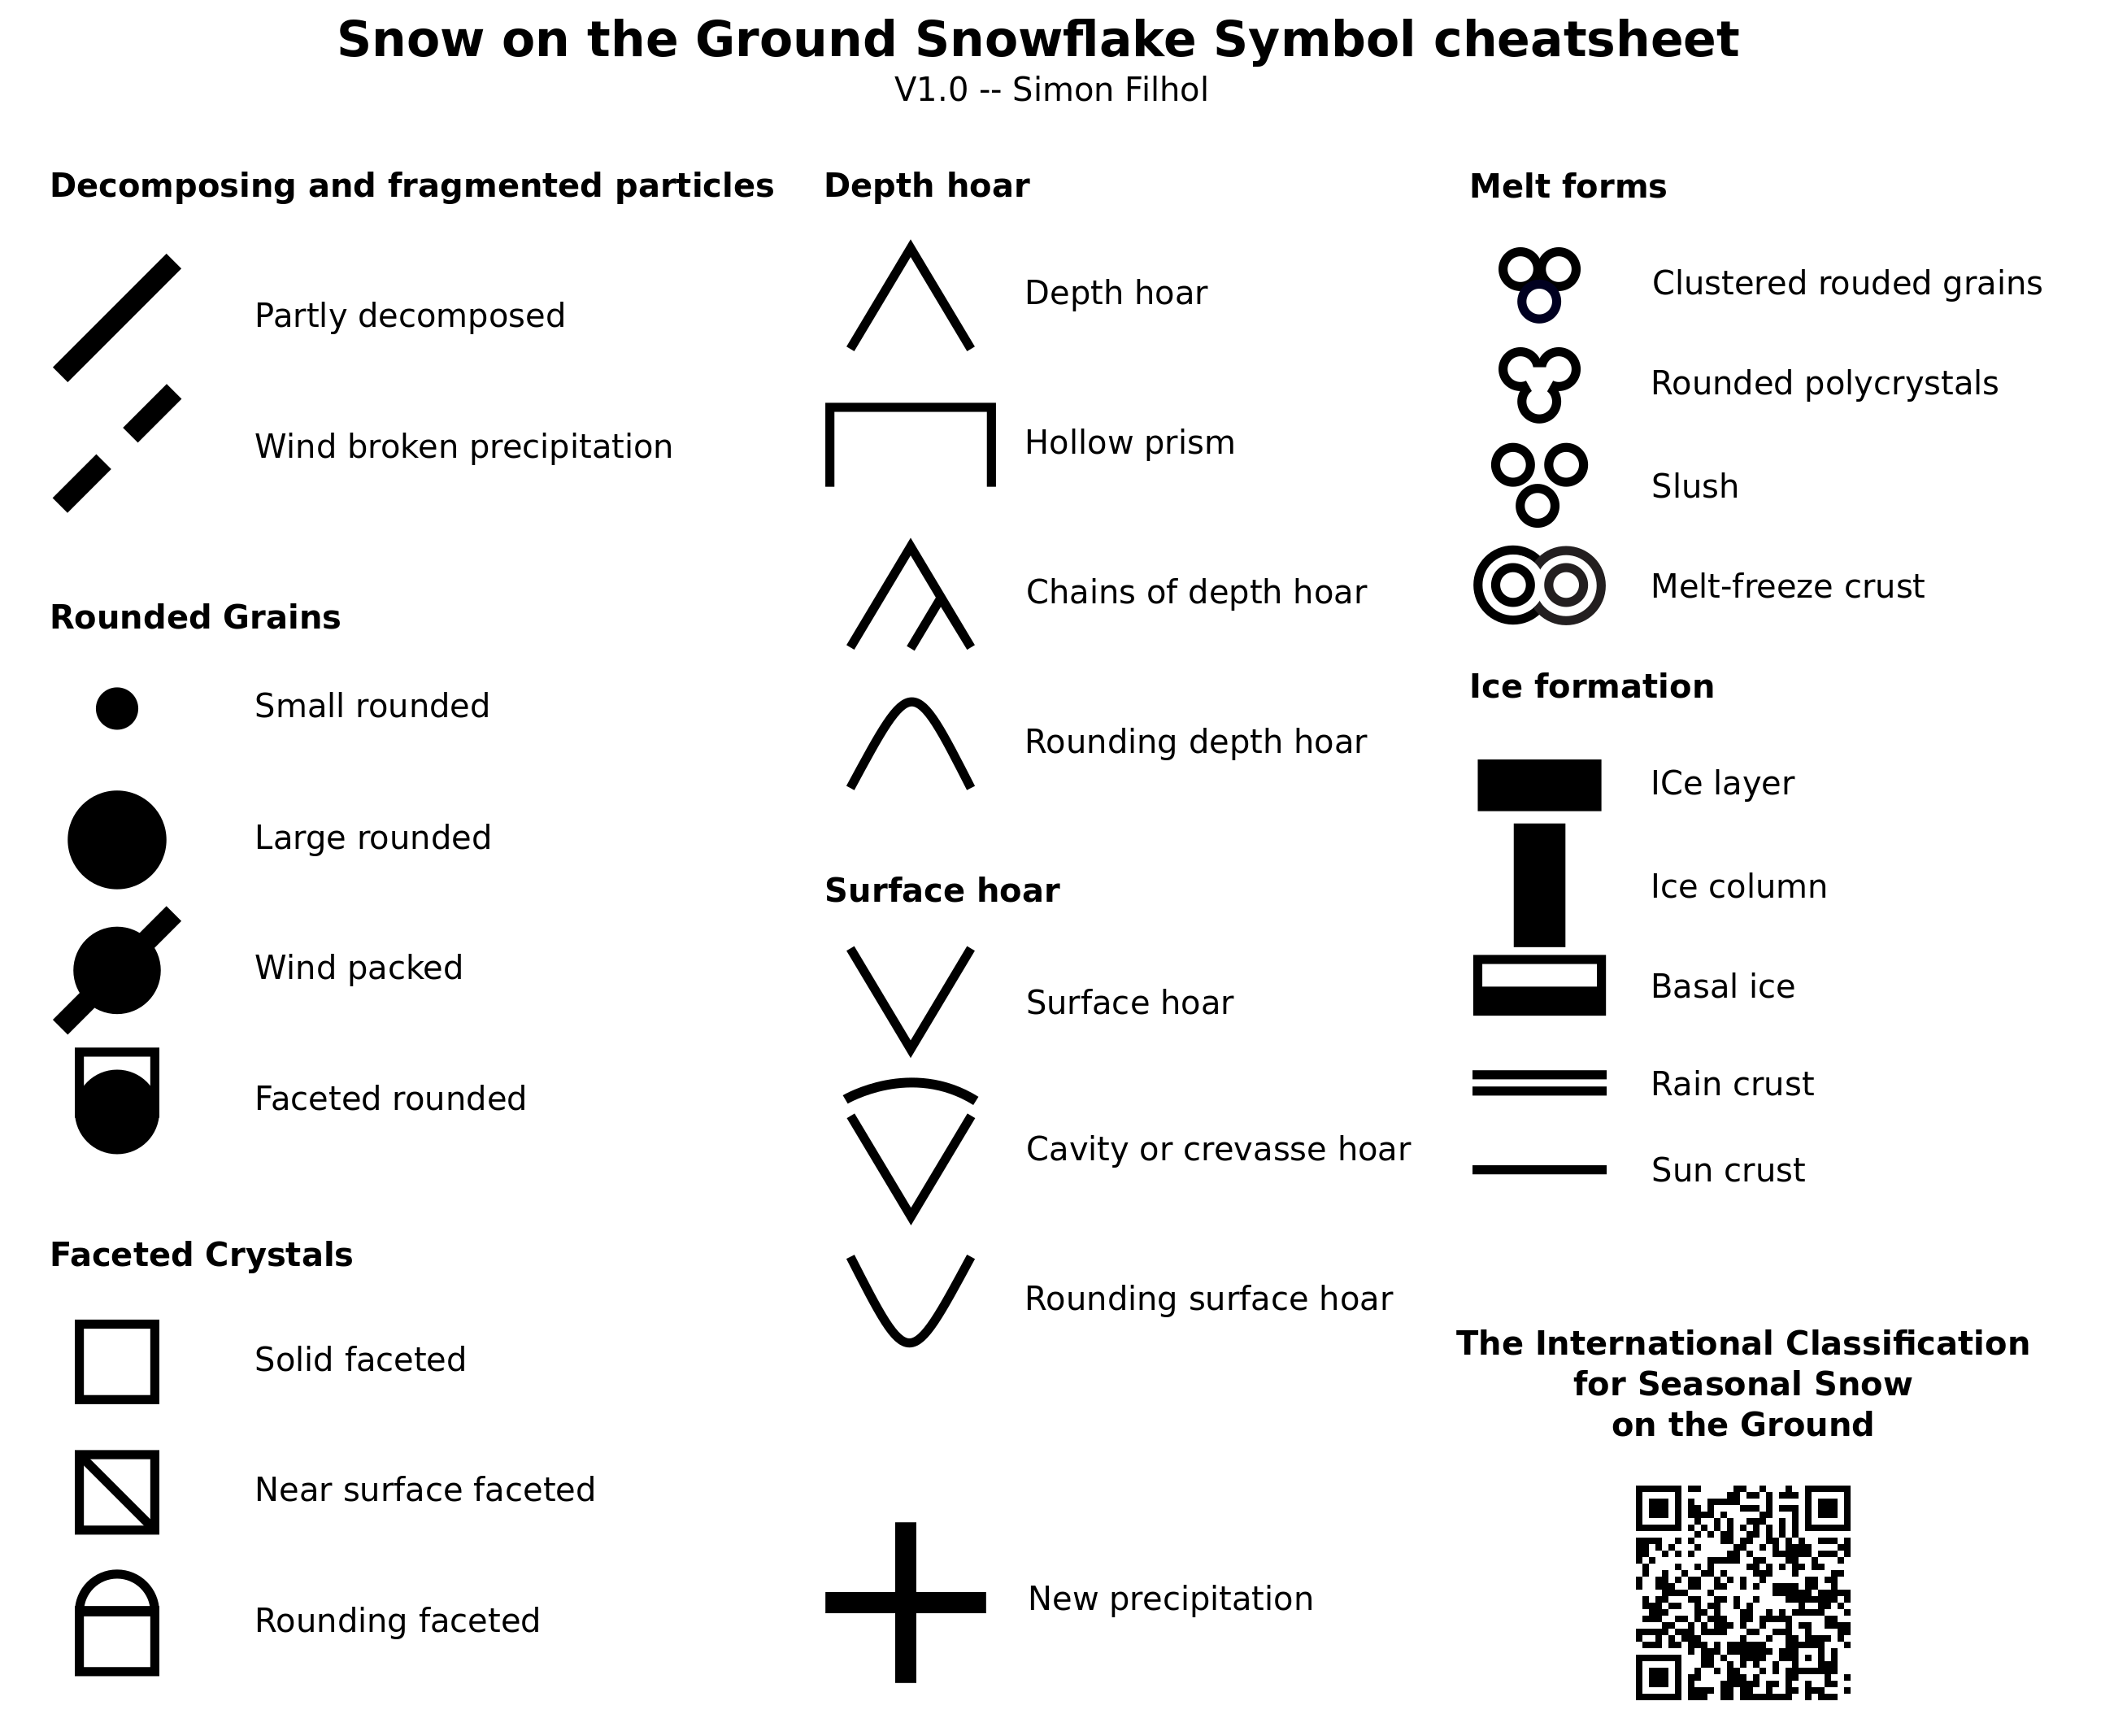 Snow on the Ground Snowflake Symbol cheatsheet
V1.0 -- Simon Filhol
Decomposing and fragmented particles
Partly decomposed
Wind broken precipitation
Rounded Grains
Small rounded
Large rounded
Wind packed
Faceted rounded
Faceted Crystals
Solid faceted
Near surface faceted
Rounding faceted
Depth hoar
Depth hoar
Hollow prism
Chains of depth hoar
Rounding depth hoar
Surface hoar
Surface hoar
Cavity or crevasse hoar
Rounding surface hoar
New precipitation
Melt forms
Clustered rouded grains
Rounded polycrystals
Slush
Melt-freeze crust
Ice formation
ICe layer
Ice column
Basal ice
Rain crust
Sun crust
The International Classification
for Seasonal Snow
on the Ground